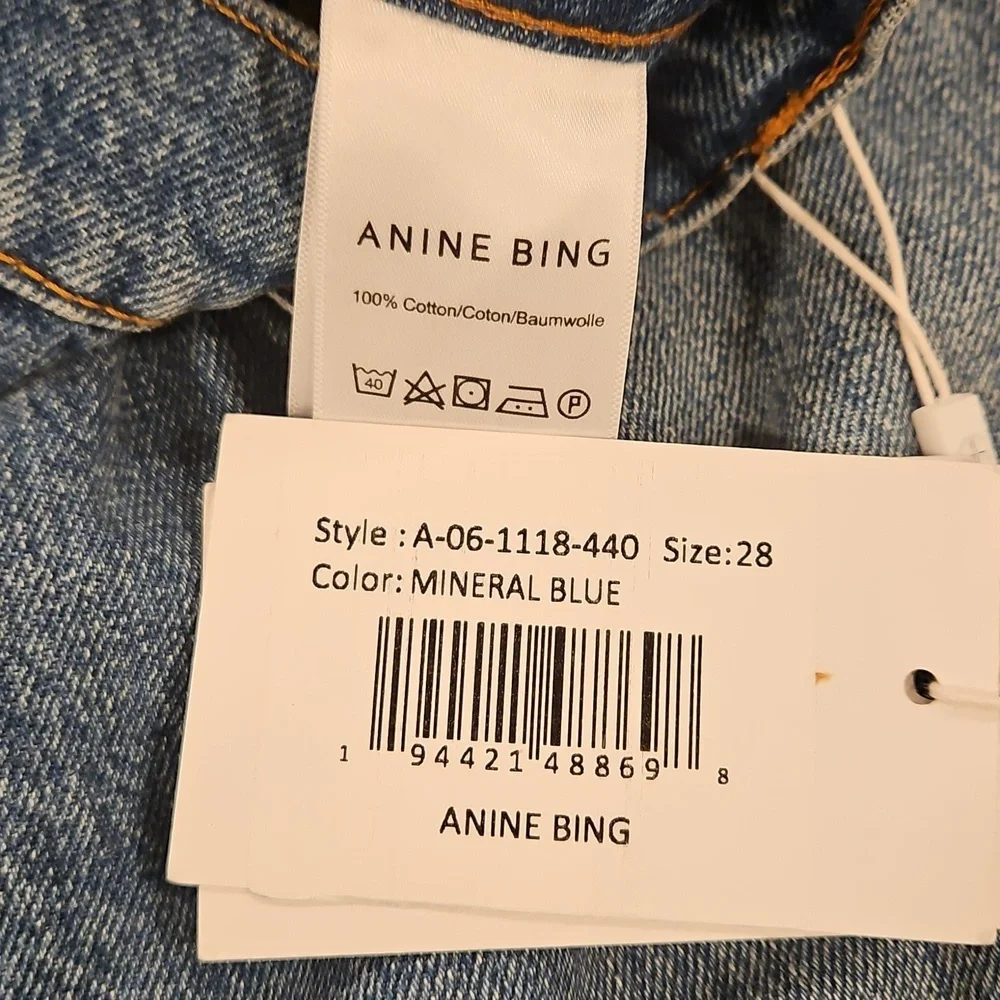 ANINE BING
100% Cotton/Coton/Baumwolle
40 P
Style : A-06-1118-440 Size:28
Color: MINERAL BLUE
1 94421 48869 8
ANINE BING